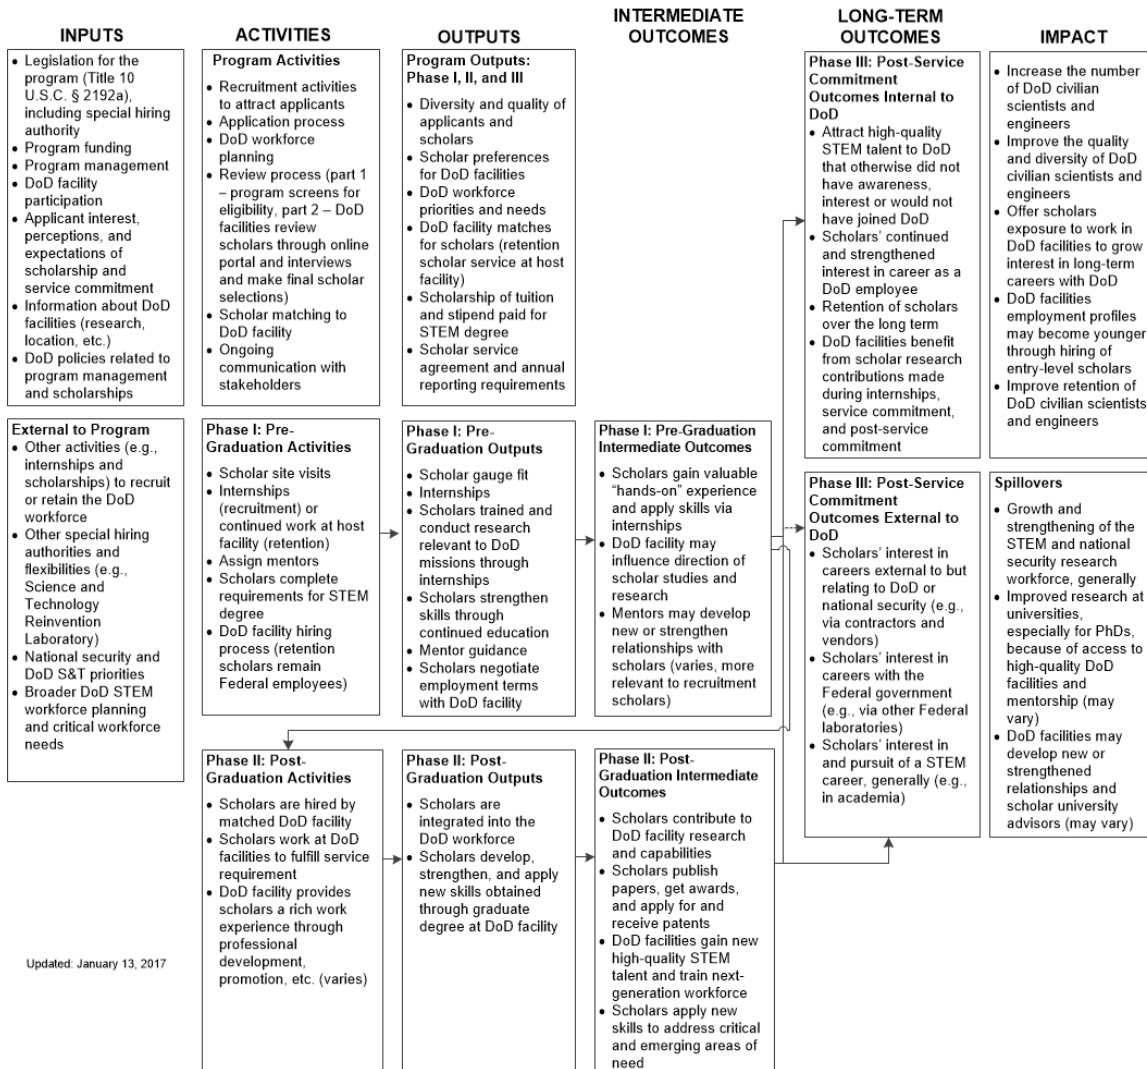 INPUTS
ACTIVITIES
OUTPUTS
INTERMEDIATE
OUTCOMES
LONG-TERM
OUTCOMES
IMPACT
• Legislation for the
program (Title 10
U.S.C. § 2192a),
including special hiring
authority
• Program funding
• Program management
• DoD facility
participation
• Applicant interest,
perceptions, and
expectations of
scholarship and
service commitment
• Information about DoD
facilities (research,
location, etc.)
• DoD policies related to
program management
and scholarships
Program Activities
• Recruitment activities
to attract applicants
• Application process
• DoD workforce
planning
• Review process (part 1
– program screens for
eligibility, part 2 – DoD
facilities review
scholars through online
portal and interviews
and make final scholar
selections)
• Scholar matching to
DoD facility
• Ongoing
communication with
stakeholders
Program Outputs:
Phase I, II, and III
• Diversity and quality of
applicants and
scholars
• Scholar preferences
for DoD facilities
• DoD workforce
priorities and needs
• DoD facility matches
for scholars (retention
scholar service at host
facility)
• Scholarship of tuition
and stipend paid for
STEM degree
• Scholar service
agreement and annual
reporting requirements
Phase III: Post-Service
Commitment
Outcomes Internal to
DoD
• Attract high-quality
STEM talent to DoD
that otherwise did not
have awareness,
interest or would not
have joined DoD
• Scholars' continued
and strengthened
interest in career as a
DoD employee
• Retention of scholars
over the long term
• DoD facilities benefit
from scholar research
contributions made
during internships,
service commitment,
and post-service
commitment
• Increase the number
of DoD civilian
scientists and
engineers
• Improve the quality
and diversity of DoD
civilian scientists and
engineers
• Offer scholars
exposure to work in
DoD facilities to grow
interest in long-term
careers with DoD
• DoD facilities
employment profiles
may become younger
through hiring of
entry-level scholars
• Improve retention of
DoD civilian scientists
and engineers
External to Program
• Other activities (e.g.,
internships and
scholarships) to recruit
or retain the DoD
workforce
• Other special hiring
authorities and
flexibilities (e.g.,
Science and
Technology
Reinvention
Laboratory)
• National security and
DoD S&T priorities
• Broader DoD STEM
workforce planning
and critical workforce
needs
Phase I: Pre-
Graduation Activities
• Scholar site visits
• Internships
(recruitment) or
continued work at host
facility (retention)
• Assign mentors
• Scholars complete
requirements for STEM
degree
• DoD facility hiring
process (retention
scholars remain
Federal employees)
Phase I: Pre-
Graduation Outputs
• Scholar gauge fit
• Internships
• Scholars trained and
conduct research
relevant to DoD
missions through
internships
• Scholars strengthen
skills through
continued education
• Mentor guidance
• Scholars negotiate
employment terms
with DoD facility
Phase I: Pre-Graduation
Intermediate Outcomes
• Scholars gain valuable
"hands-on" experience
and apply skills via
internships
• DoD facility may
influence direction of
scholar studies and
research
• Mentors may develop
new or strengthen
relationships with
scholars (varies, more
relevant to recruitment
scholars)
Phase III: Post-Service
Commitment
Outcomes External to
DoD
• Scholars' interest in
careers external to but
relating to DoD or
national security (e.g.,
via contractors and
vendors)
• Scholars' interest in
careers with the
Federal government
(e.g., via other Federal
laboratories)
• Scholars' interest in
and pursuit of a STEM
career, generally (e.g.,
in academia)
Spillovers
• Growth and
strengthening of the
STEM and national
security research
workforce, generally
• Improved research at
universities,
especially for PhDs,
because of access to
high-quality DoD
facilities and
mentorship (may
vary)
• DoD facilities may
develop new or
strengthened
relationships and
scholar university
advisors (may vary)
Phase II: Post-
Graduation Activities
• Scholars are hired by
matched DoD facility
• Scholars work at DoD
facilities to fulfill service
requirement
• DoD facility provides
scholars a rich work
experience through
professional
development,
promotion, etc. (varies)
Phase II: Post-
Graduation Outputs
• Scholars are
integrated into the
DoD workforce
• Scholars develop,
strengthen, and apply
new skills obtained
through graduate
degree at DoD facility
Phase II: Post-
Graduation Intermediate
Outcomes
• Scholars contribute to
DoD facility research
and capabilities
• Scholars publish
papers, get awards,
and apply for and
receive patents
• DoD facilities gain new
high-quality STEM
talent and train next-
generation workforce
• Scholars apply new
skills to address critical
and emerging areas of
need
Updated: January 13, 2017